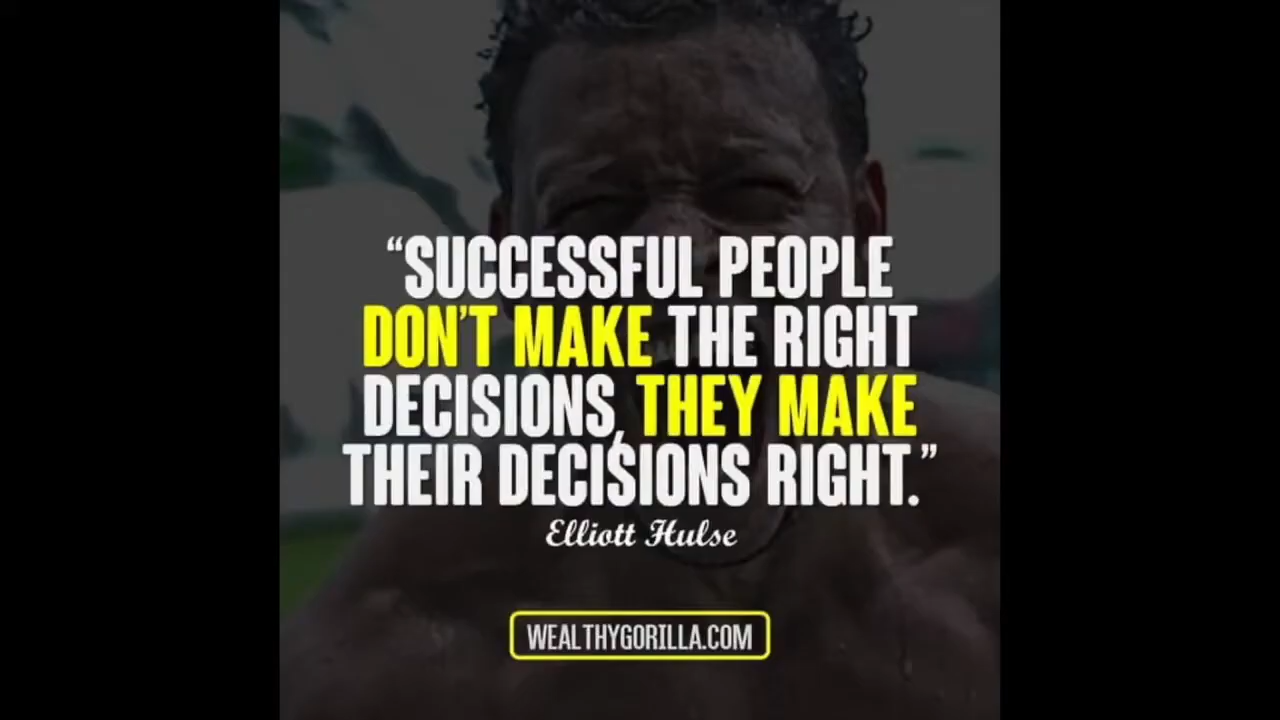 “SUCCESSFUL PEOPLE
DON’T MAKE THE RIGHT
DECISIONS, THEY MAKE
THEIR DECISIONS RIGHT.”
Elliott Hulse
WEALTHYGORILLA.COM